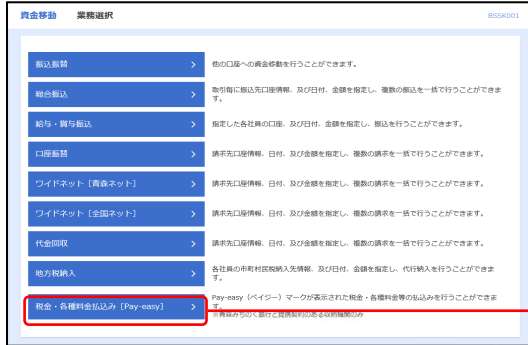 資金移動 業務選択 BSSK001
振込振替 > 他の口座への資金移動を行うことができます。
総合振込 > 取引毎に振込先口座情報、及び日付、金額を指定し、複数の振込を一括で行うことができま
す。
給与・賞与振込 > 指定した各社員の口座、及び日付、金額を指定し、振込を行うことができます。
口座振替 > 請求先口座情報、日付、及び金額を指定し、複数の請求を一括で行うことができます。
ワイドネット［青森ネット］ > 請求先口座情報、日付、及び金額を指定し、複数の請求を一括で行うことができます。
ワイドネット［全国ネット］ > 請求先口座情報、日付、及び金額を指定し、複数の請求を一括で行うことができます。
代金回収 > 請求先口座情報、日付、及び金額を指定し、複数の請求を一括で行うことができます。
地方税納入 > 各社員の市町村民税納入先情報、及び日付、金額を指定し、代行納入を行うことができま
す。
税金・各種料金払込み［Pay-easy］ > Pay-easy（ペイジー）マークが表示された税金・各種料金等の払込みを行うことができま
す。
※青森みちのく銀行と提携契約のある収納機関のみ